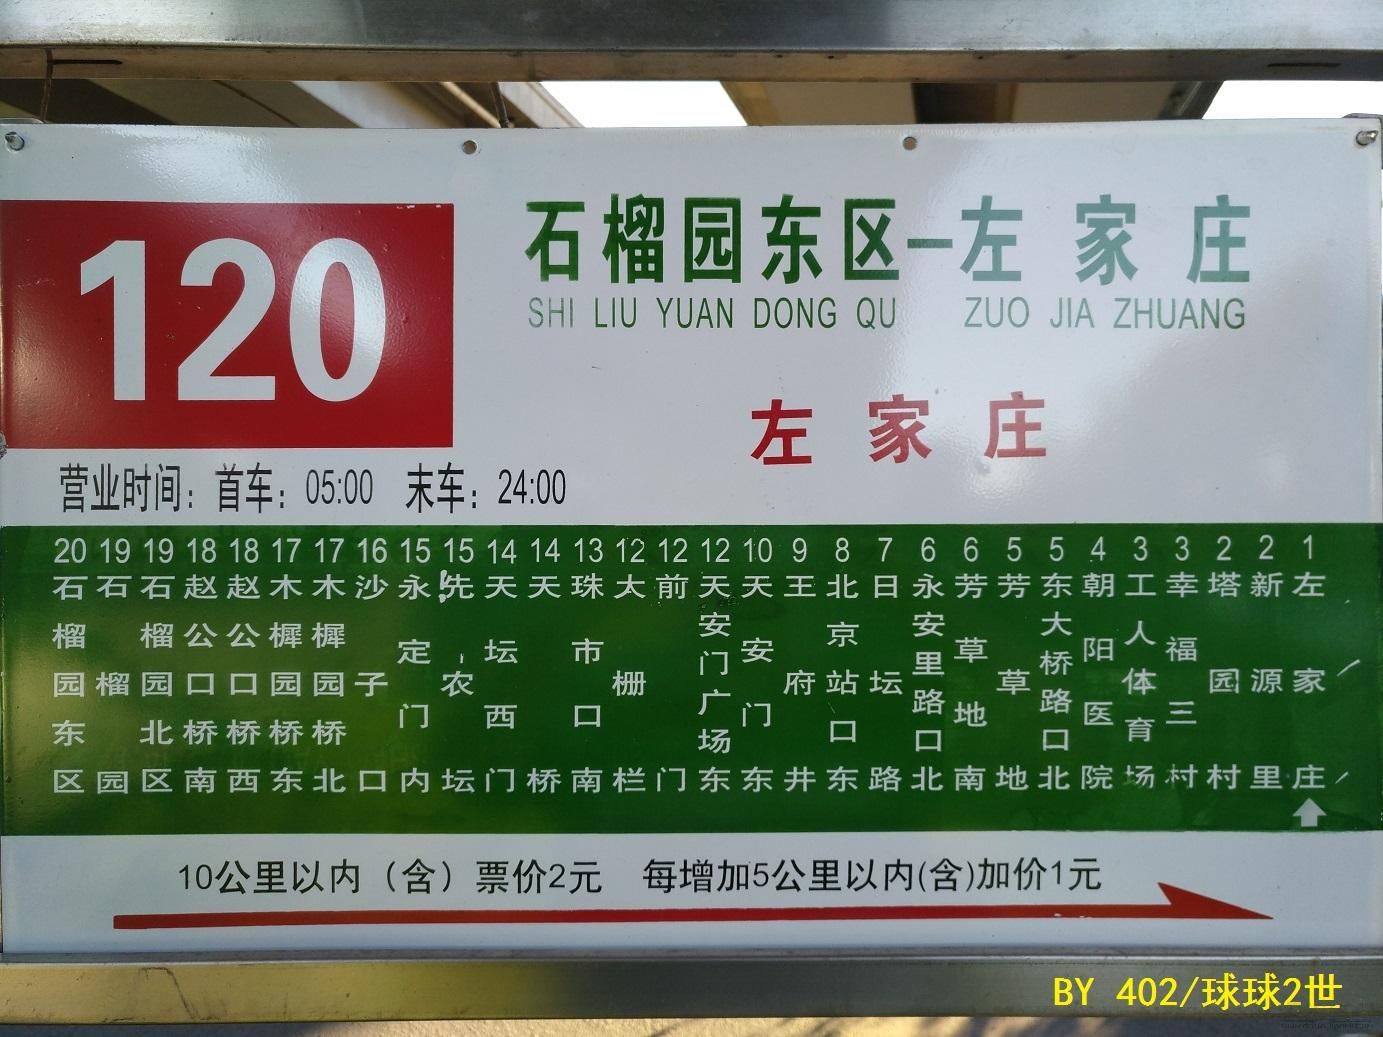 120
石榴园东区—左家庄
SHI LIU YUAN DONG QU ZUO JIA ZHUANG
左家庄
营业时间：首车：05:00 末车：24:00
20 石榴园东区
19 石榴园
19 石榴园北区
18 赵公口桥南
18 赵公口桥西
17 木樨园桥东
17 木樨园桥北
16 沙子口
15 永定门内
15 先农坛
14 天坛西门
14 天桥
13 珠市口南
12 大栅栏
12 前门
12 天安门广场东
10 天安门东
9 王府井
8 北京站口东
7 日坛路
6 永安里路口北
6 芳草地南
5 芳草地
5 东大桥路口北
4 朝阳医院
3 工人体育场
3 幸福三村
2 塔园村
2 新源里
1 左家庄
10公里以内（含）票价2元 每增加5公里以内(含)加价1元
BY 402/球球2世